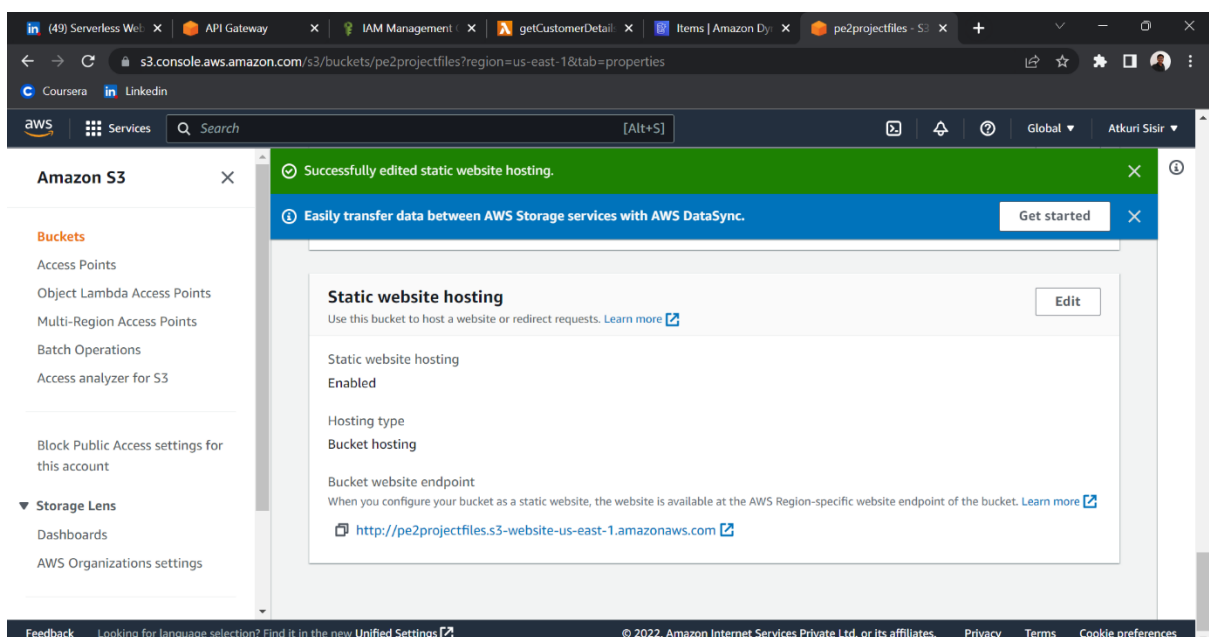 (49) Serverless Web
API Gateway
IAM Management C
getCustomerDetails
Items | Amazon Dy
pe2projectfiles - S3
s3.console.aws.amazon.com/s3/buckets/pe2projectfiles?region=us-east-1&tab=properties
Coursera
Linkedin
aws
Services
Search
[Alt+S]
Global
Atkuri Sisir
Amazon S3
Buckets
Access Points
Object Lambda Access Points
Multi-Region Access Points
Batch Operations
Access analyzer for S3
Block Public Access settings for
this account
Storage Lens
Dashboards
AWS Organizations settings
Successfully edited static website hosting.
Easily transfer data between AWS Storage services with AWS DataSync.
Get started
Static website hosting
Edit
Use this bucket to host a website or redirect requests. Learn more
Static website hosting
Enabled
Hosting type
Bucket hosting
Bucket website endpoint
When you configure your bucket as a static website, the website is available at the AWS Region-specific website endpoint of the bucket. Learn more
http://pe2projectfiles.s3-website-us-east-1.amazonaws.com
Feedback
Looking for language selection? Find it in the new Unified Settings
© 2022, Amazon Internet Services Private Ltd. or its affiliates.
Privacy
Terms
Cookie preferences